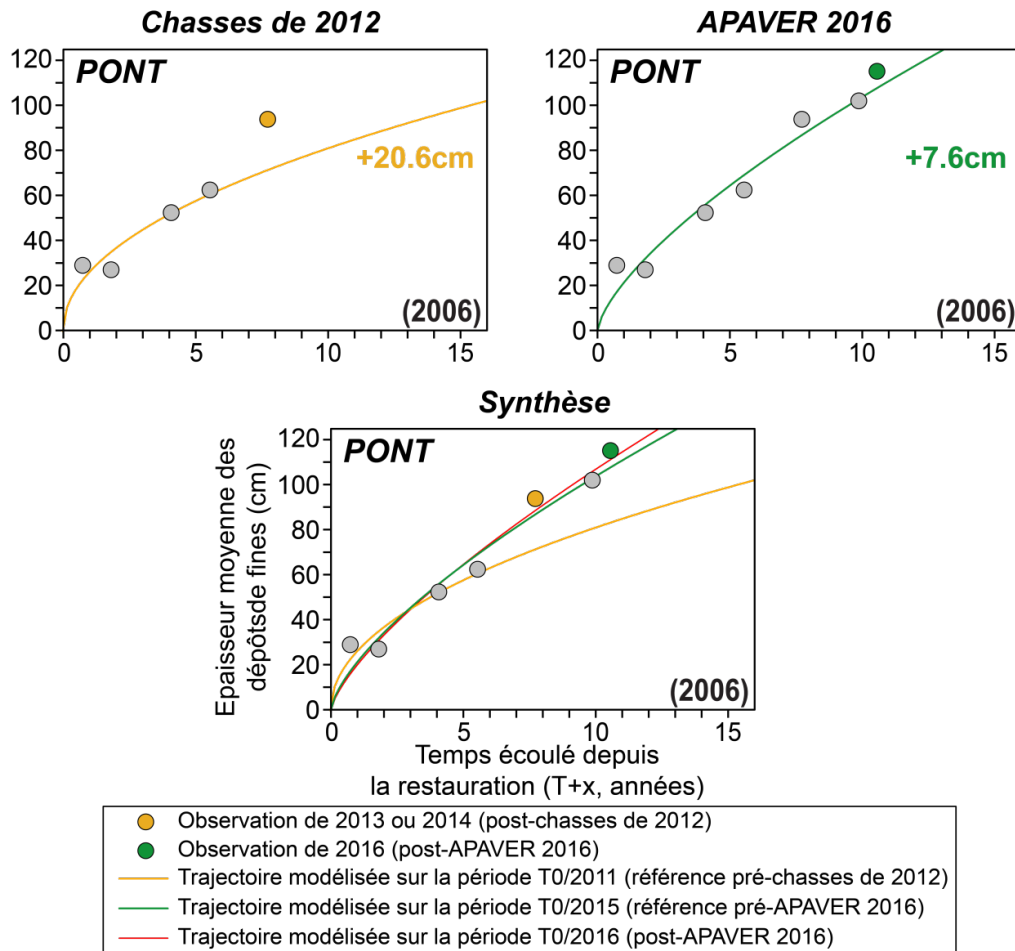 Chasses de 2012
APAVER 2016
120
100
80
60
40
20
0
PONT
+20.6cm
(2006)
0
5
10
15
120
100
80
60
40
20
0
PONT
+7.6cm
(2006)
0
5
10
15
Synthèse
Epaisseur moyenne des
dépôtsde fines (cm)
120
100
80
60
40
20
0
PONT
(2006)
0
5
10
15
Temps écoulé depuis
la restauration (T+x, années)
Observation de 2013 ou 2014 (post-chasses de 2012)
Observation de 2016 (post-APAVER 2016)
Trajectoire modélisée sur la période T0/2011 (référence pré-chasses de 2012)
Trajectoire modélisée sur la période T0/2015 (référence pré-APAVER 2016)
Trajectoire modélisée sur la période T0/2016 (post-APAVER 2016)